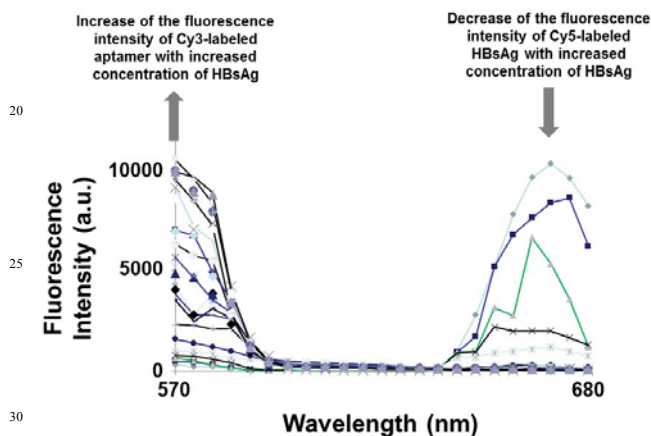 Increase of the fluorescence
intensity of Cy3-labeled
aptamer with increased
concentration of HBsAg
Decrease of the fluorescence
intensity of Cy5-labeled
HBsAg with increased
concentration of HBsAg
20
25
30
Fluorescence
Intensity (a.u.)
10000
5000
0
570
680
Wavelength (nm)